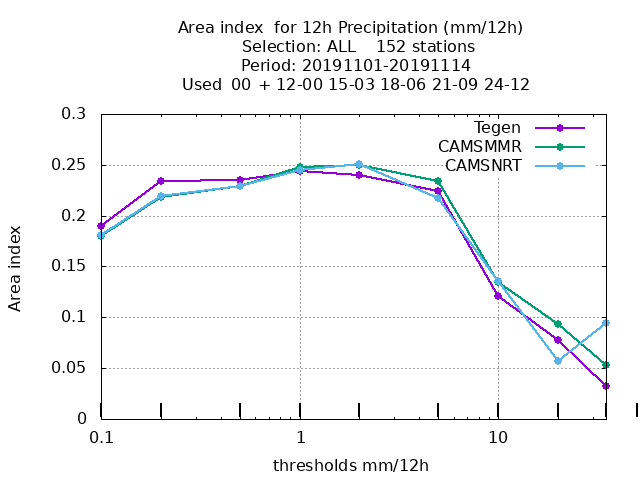 Area index  for 12h Precipitation (mm/12h)
Selection: ALL    152 stations
Period: 20191101-20191114
Used  00 + 12-00 15-03 18-06 21-09 24-12
0.3
Tegen
CAMSMMR
0.25
CAMSNRT
0.2
Area index
0.15
0.1
0.05
0
0.1 1 10
thresholds mm/12h